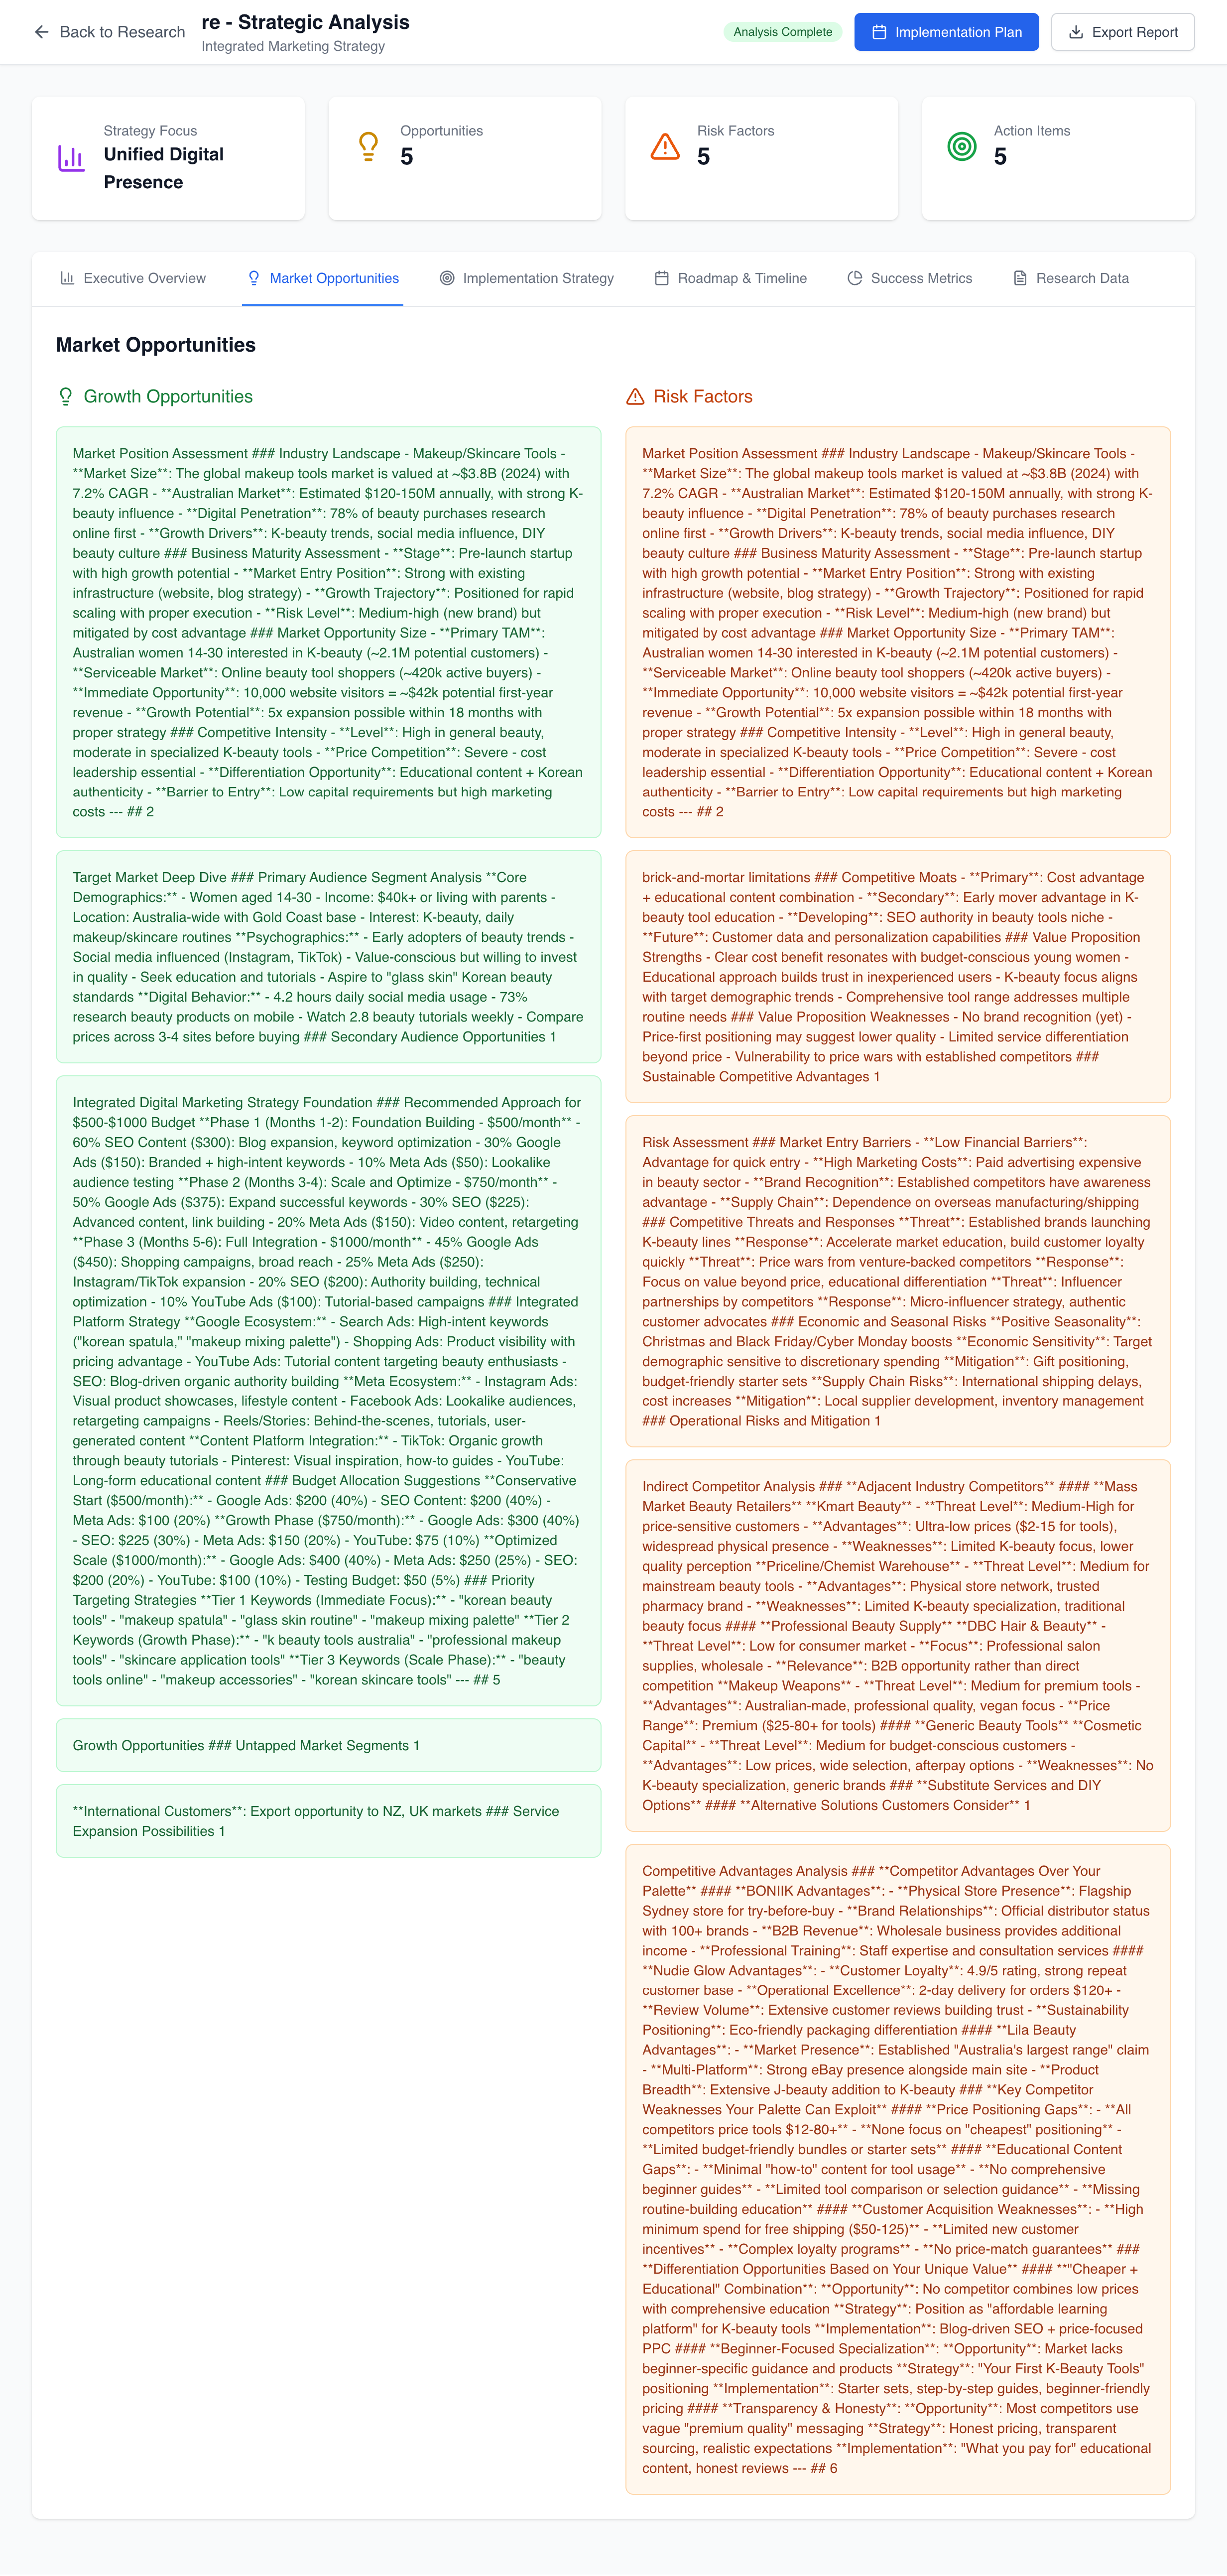 Back to Research
re - Strategic Analysis
Integrated Marketing Strategy
Analysis Complete
Implementation Plan
Export Report
Strategy Focus
Unified Digital
Presence
Opportunities
5
Risk Factors
5
Action Items
5
Executive Overview
Market Opportunities
Implementation Strategy
Roadmap & Timeline
Success Metrics
Research Data
Market Opportunities
Growth Opportunities
Market Position Assessment ### Industry Landscape - Makeup/Skincare Tools -
**Market Size**: The global makeup tools market is valued at ~$3.8B (2024) with
7.2% CAGR - **Australian Market**: Estimated $120-150M annually, with strong K-
beauty influence - **Digital Penetration**: 78% of beauty purchases research
online first - **Growth Drivers**: K-beauty trends, social media influence, DIY
beauty culture ### Business Maturity Assessment - **Stage**: Pre-launch startup
with high growth potential - **Market Entry Position**: Strong with existing
infrastructure (website, blog strategy) - **Growth Trajectory**: Positioned for rapid
scaling with proper execution - **Risk Level**: Medium-high (new brand) but
mitigated by cost advantage ### Market Opportunity Size - **Primary TAM**:
Australian women 14-30 interested in K-beauty (~2.1M potential customers) -
**Serviceable Market**: Online beauty tool shoppers (~420k active buyers) -
**Immediate Opportunity**: 10,000 website visitors = ~$42k potential first-year
revenue - **Growth Potential**: 5x expansion possible within 18 months with
proper strategy ### Competitive Intensity - **Level**: High in general beauty,
moderate in specialized K-beauty tools - **Price Competition**: Severe - cost
leadership essential - **Differentiation Opportunity**: Educational content + Korean
authenticity - **Barrier to Entry**: Low capital requirements but high marketing
costs --- ## 2
Target Market Deep Dive ### Primary Audience Segment Analysis **Core
Demographics:** - Women aged 14-30 - Income: $40k+ or living with parents -
Location: Australia-wide with Gold Coast base - Interest: K-beauty, daily
makeup/skincare routines **Psychographics:** - Early adopters of beauty trends -
Social media influenced (Instagram, TikTok) - Value-conscious but willing to invest
in quality - Seek education and tutorials - Aspire to "glass skin" Korean beauty
standards **Digital Behavior:** - 4.2 hours daily social media usage - 73%
research beauty products on mobile - Watch 2.8 beauty tutorials weekly - Compare
prices across 3-4 sites before buying ### Secondary Audience Opportunities 1
Integrated Digital Marketing Strategy Foundation ### Recommended Approach for
$500-$1000 Budget **Phase 1 (Months 1-2): Foundation Building - $500/month** -
60% SEO Content ($300): Blog expansion, keyword optimization - 30% Google
Ads ($150): Branded + high-intent keywords - 10% Meta Ads ($50): Lookalike
audience testing **Phase 2 (Months 3-4): Scale and Optimize - $750/month** -
50% Google Ads ($375): Expand successful keywords - 30% SEO ($225):
Advanced content, link building - 20% Meta Ads ($150): Video content, retargeting
**Phase 3 (Months 5-6): Full Integration - $1000/month** - 45% Google Ads
($450): Shopping campaigns, broad reach - 25% Meta Ads ($250):
Instagram/TikTok expansion - 20% SEO ($200): Authority building, technical
optimization - 10% YouTube Ads ($100): Tutorial-based campaigns ### Integrated
Platform Strategy **Google Ecosystem:** - Search Ads: High-intent keywords
("korean spatula," "makeup mixing palette") - Shopping Ads: Product visibility with
pricing advantage - YouTube Ads: Tutorial content targeting beauty enthusiasts -
SEO: Blog-driven organic authority building **Meta Ecosystem:** - Instagram Ads:
Visual product showcases, lifestyle content - Facebook Ads: Lookalike audiences,
retargeting campaigns - Reels/Stories: Behind-the-scenes, tutorials, user-
generated content **Content Platform Integration:** - TikTok: Organic growth
through beauty tutorials - Pinterest: Visual inspiration, how-to guides - YouTube:
Long-form educational content ### Budget Allocation Suggestions **Conservative
Start ($500/month):** - Google Ads: $200 (40%) - SEO Content: $200 (40%) -
Meta Ads: $100 (20%) **Growth Phase ($750/month):** - Google Ads: $300 (40%)
- SEO: $225 (30%) - Meta Ads: $150 (20%) - YouTube: $75 (10%) **Optimized
Scale ($1000/month):** - Google Ads: $400 (40%) - Meta Ads: $250 (25%) - SEO:
$200 (20%) - YouTube: $100 (10%) - Testing Budget: $50 (5%) ### Priority
Targeting Strategies **Tier 1 Keywords (Immediate Focus):** - "korean beauty
tools" - "makeup spatula" - "glass skin routine" - "makeup mixing palette" **Tier 2
Keywords (Growth Phase):** - "k beauty tools australia" - "professional makeup
tools" - "skincare application tools" **Tier 3 Keywords (Scale Phase):** - "beauty
tools online" - "makeup accessories" - "korean skincare tools" --- ## 5
Growth Opportunities ### Untapped Market Segments 1
**International Customers**: Export opportunity to NZ, UK markets ### Service
Expansion Possibilities 1
Risk Factors
Market Position Assessment ### Industry Landscape - Makeup/Skincare Tools -
**Market Size**: The global makeup tools market is valued at ~$3.8B (2024) with
7.2% CAGR - **Australian Market**: Estimated $120-150M annually, with strong K-
beauty influence - **Digital Penetration**: 78% of beauty purchases research
online first - **Growth Drivers**: K-beauty trends, social media influence, DIY
beauty culture ### Business Maturity Assessment - **Stage**: Pre-launch startup
with high growth potential - **Market Entry Position**: Strong with existing
infrastructure (website, blog strategy) - **Growth Trajectory**: Positioned for rapid
scaling with proper execution - **Risk Level**: Medium-high (new brand) but
mitigated by cost advantage ### Market Opportunity Size - **Primary TAM**:
Australian women 14-30 interested in K-beauty (~2.1M potential customers) -
**Serviceable Market**: Online beauty tool shoppers (~420k active buyers) -
**Immediate Opportunity**: 10,000 website visitors = ~$42k potential first-year
revenue - **Growth Potential**: 5x expansion possible within 18 months with
proper strategy ### Competitive Intensity - **Level**: High in general beauty,
moderate in specialized K-beauty tools - **Price Competition**: Severe - cost
leadership essential - **Differentiation Opportunity**: Educational content + Korean
authenticity - **Barrier to Entry**: Low capital requirements but high marketing
costs --- ## 2
brick-and-mortar limitations ### Competitive Moats - **Primary**: Cost advantage
+ educational content combination - **Secondary**: Early mover advantage in K-
beauty tool education - **Developing**: SEO authority in beauty tools niche -
**Future**: Customer data and personalization capabilities ### Value Proposition
Strengths - Clear cost benefit resonates with budget-conscious young women -
Educational approach builds trust in inexperienced users - K-beauty focus aligns
with target demographic trends - Comprehensive tool range addresses multiple
routine needs ### Value Proposition Weaknesses - No brand recognition (yet) -
Price-first positioning may suggest lower quality - Limited service differentiation
beyond price - Vulnerability to price wars with established competitors ###
Sustainable Competitive Advantages 1
Risk Assessment ### Market Entry Barriers - **Low Financial Barriers**:
Advantage for quick entry - **High Marketing Costs**: Paid advertising expensive
in beauty sector - **Brand Recognition**: Established competitors have awareness
advantage - **Supply Chain**: Dependence on overseas manufacturing/shipping
### Competitive Threats and Responses **Threat**: Established brands launching
K-beauty lines **Response**: Accelerate market education, build customer loyalty
quickly **Threat**: Price wars from venture-backed competitors **Response**:
Focus on value beyond price, educational differentiation **Threat**: Influencer
partnerships by competitors **Response**: Micro-influencer strategy, authentic
customer advocates ### Economic and Seasonal Risks **Positive Seasonality**:
Christmas and Black Friday/Cyber Monday boosts **Economic Sensitivity**: Target
demographic sensitive to discretionary spending **Mitigation**: Gift positioning,
budget-friendly starter sets **Supply Chain Risks**: International shipping delays,
cost increases **Mitigation**: Local supplier development, inventory management
### Operational Risks and Mitigation 1
Indirect Competitor Analysis ### **Adjacent Industry Competitors** #### **Mass
Market Beauty Retailers** **Kmart Beauty** - **Threat Level**: Medium-High for
price-sensitive customers - **Advantages**: Ultra-low prices ($2-15 for tools),
widespread physical presence - **Weaknesses**: Limited K-beauty focus, lower
quality perception **Priceline/Chemist Warehouse** - **Threat Level**: Medium for
mainstream beauty tools - **Advantages**: Physical store network, trusted
pharmacy brand - **Weaknesses**: Limited K-beauty specialization, traditional
beauty focus #### **Professional Beauty Supply** **DBC Hair & Beauty** -
**Threat Level**: Low for consumer market - **Focus**: Professional salon
supplies, wholesale - **Relevance**: B2B opportunity rather than direct
competition **Makeup Weapons** - **Threat Level**: Medium for premium tools -
**Advantages**: Australian-made, professional quality, vegan focus - **Price
Range**: Premium ($25-80+ for tools) #### **Generic Beauty Tools** **Cosmetic
Capital** - **Threat Level**: Medium for budget-conscious customers -
**Advantages**: Low prices, wide selection, afterpay options - **Weaknesses**: No
K-beauty specialization, generic brands ### **Substitute Services and DIY
Options** #### **Alternative Solutions Customers Consider** 1
Competitive Advantages Analysis ### **Competitor Advantages Over Your
Palette** #### **BONIIK Advantages**: - **Physical Store Presence**: Flagship
Sydney store for try-before-buy - **Brand Relationships**: Official distributor status
with 100+ brands - **B2B Revenue**: Wholesale business provides additional
income - **Professional Training**: Staff expertise and consultation services ####
**Nudie Glow Advantages**: - **Customer Loyalty**: 4.9/5 rating, strong repeat
customer base - **Operational Excellence**: 2-day delivery for orders $120+ -
**Review Volume**: Extensive customer reviews building trust - **Sustainability
Positioning**: Eco-friendly packaging differentiation #### **Lila Beauty
Advantages**: - **Market Presence**: Established "Australia's largest range" claim
- **Multi-Platform**: Strong eBay presence alongside main site - **Product
Breadth**: Extensive J-beauty addition to K-beauty ### **Key Competitor
Weaknesses Your Palette Can Exploit** #### **Price Positioning Gaps**: - **All
competitors price tools $12-80+** - **None focus on "cheapest" positioning** -
**Limited budget-friendly bundles or starter sets** #### **Educational Content
Gaps**: - **Minimal "how-to" content for tool usage** - **No comprehensive
beginner guides** - **Limited tool comparison or selection guidance** - **Missing
routine-building education** #### **Customer Acquisition Weaknesses**: - **High
minimum spend for free shipping ($50-125)** - **Limited new customer
incentives** - **Complex loyalty programs** - **No price-match guarantees** ###
**Differentiation Opportunities Based on Your Unique Value** #### **"Cheaper +
Educational" Combination**: **Opportunity**: No competitor combines low prices
with comprehensive education **Strategy**: Position as "affordable learning
platform" for K-beauty tools **Implementation**: Blog-driven SEO + price-focused
PPC #### **Beginner-Focused Specialization**: **Opportunity**: Market lacks
beginner-specific guidance and products **Strategy**: "Your First K-Beauty Tools"
positioning **Implementation**: Starter sets, step-by-step guides, beginner-friendly
pricing #### **Transparency & Honesty**: **Opportunity**: Most competitors use
vague "premium quality" messaging **Strategy**: Honest pricing, transparent
sourcing, realistic expectations **Implementation**: "What you pay for" educational
content, honest reviews --- ## 6